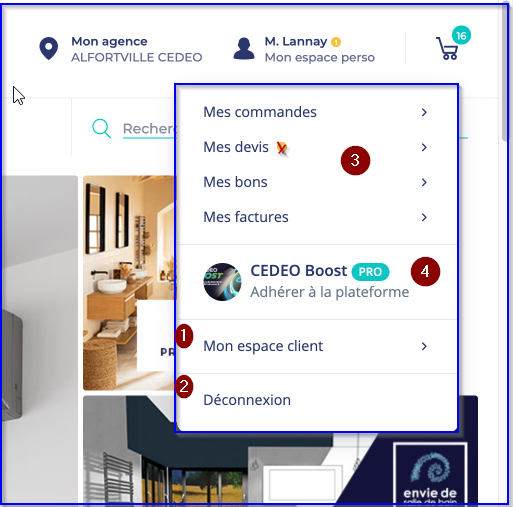 Mon agence
ALFORTVILLE CEDEO
M. Lannay
Mon espace perso
16
Recher
Mes commandes
Mes devis
3
Mes bons
Mes factures
CEDEO Boost PRO
4
Adhérer à la plateforme
1
Mon espace client
PR
2
Déconnexion
envie de
salle de bain